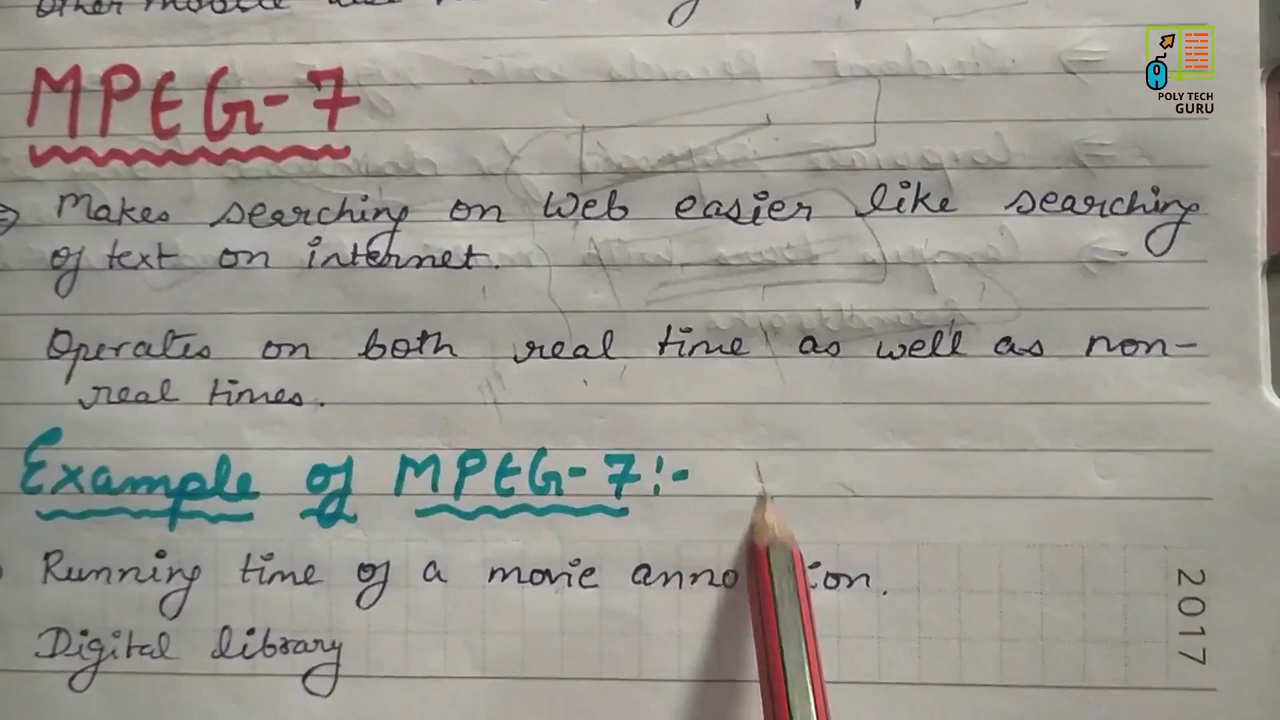 POLY TECH
GURU
MPEG-7
⇒ Makes searching on Web easier like searching
of text on internet.
Operates on both real time as well as non-
real times.
Example of MPEG-7:-
Running time of a movie
Digital library
2017